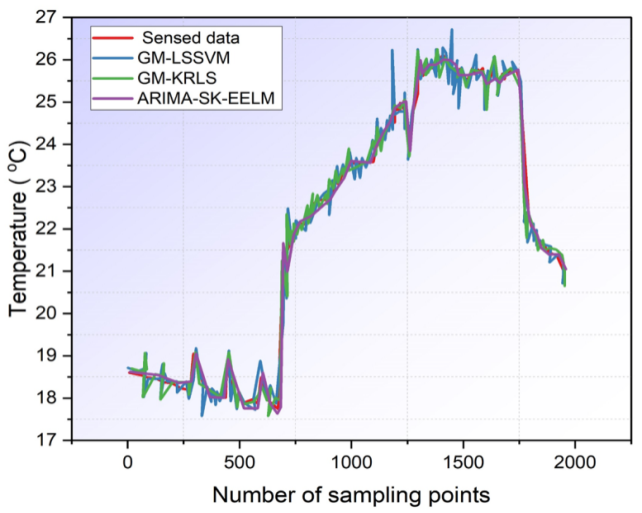 27
26
25
24
23
22
21
20
19
18
17
Temperature ( °C)
Sensed data
GM-LSSVM
GM-KRLS
ARIMA-SK-EELM
0 500 1000 1500 2000
Number of sampling points